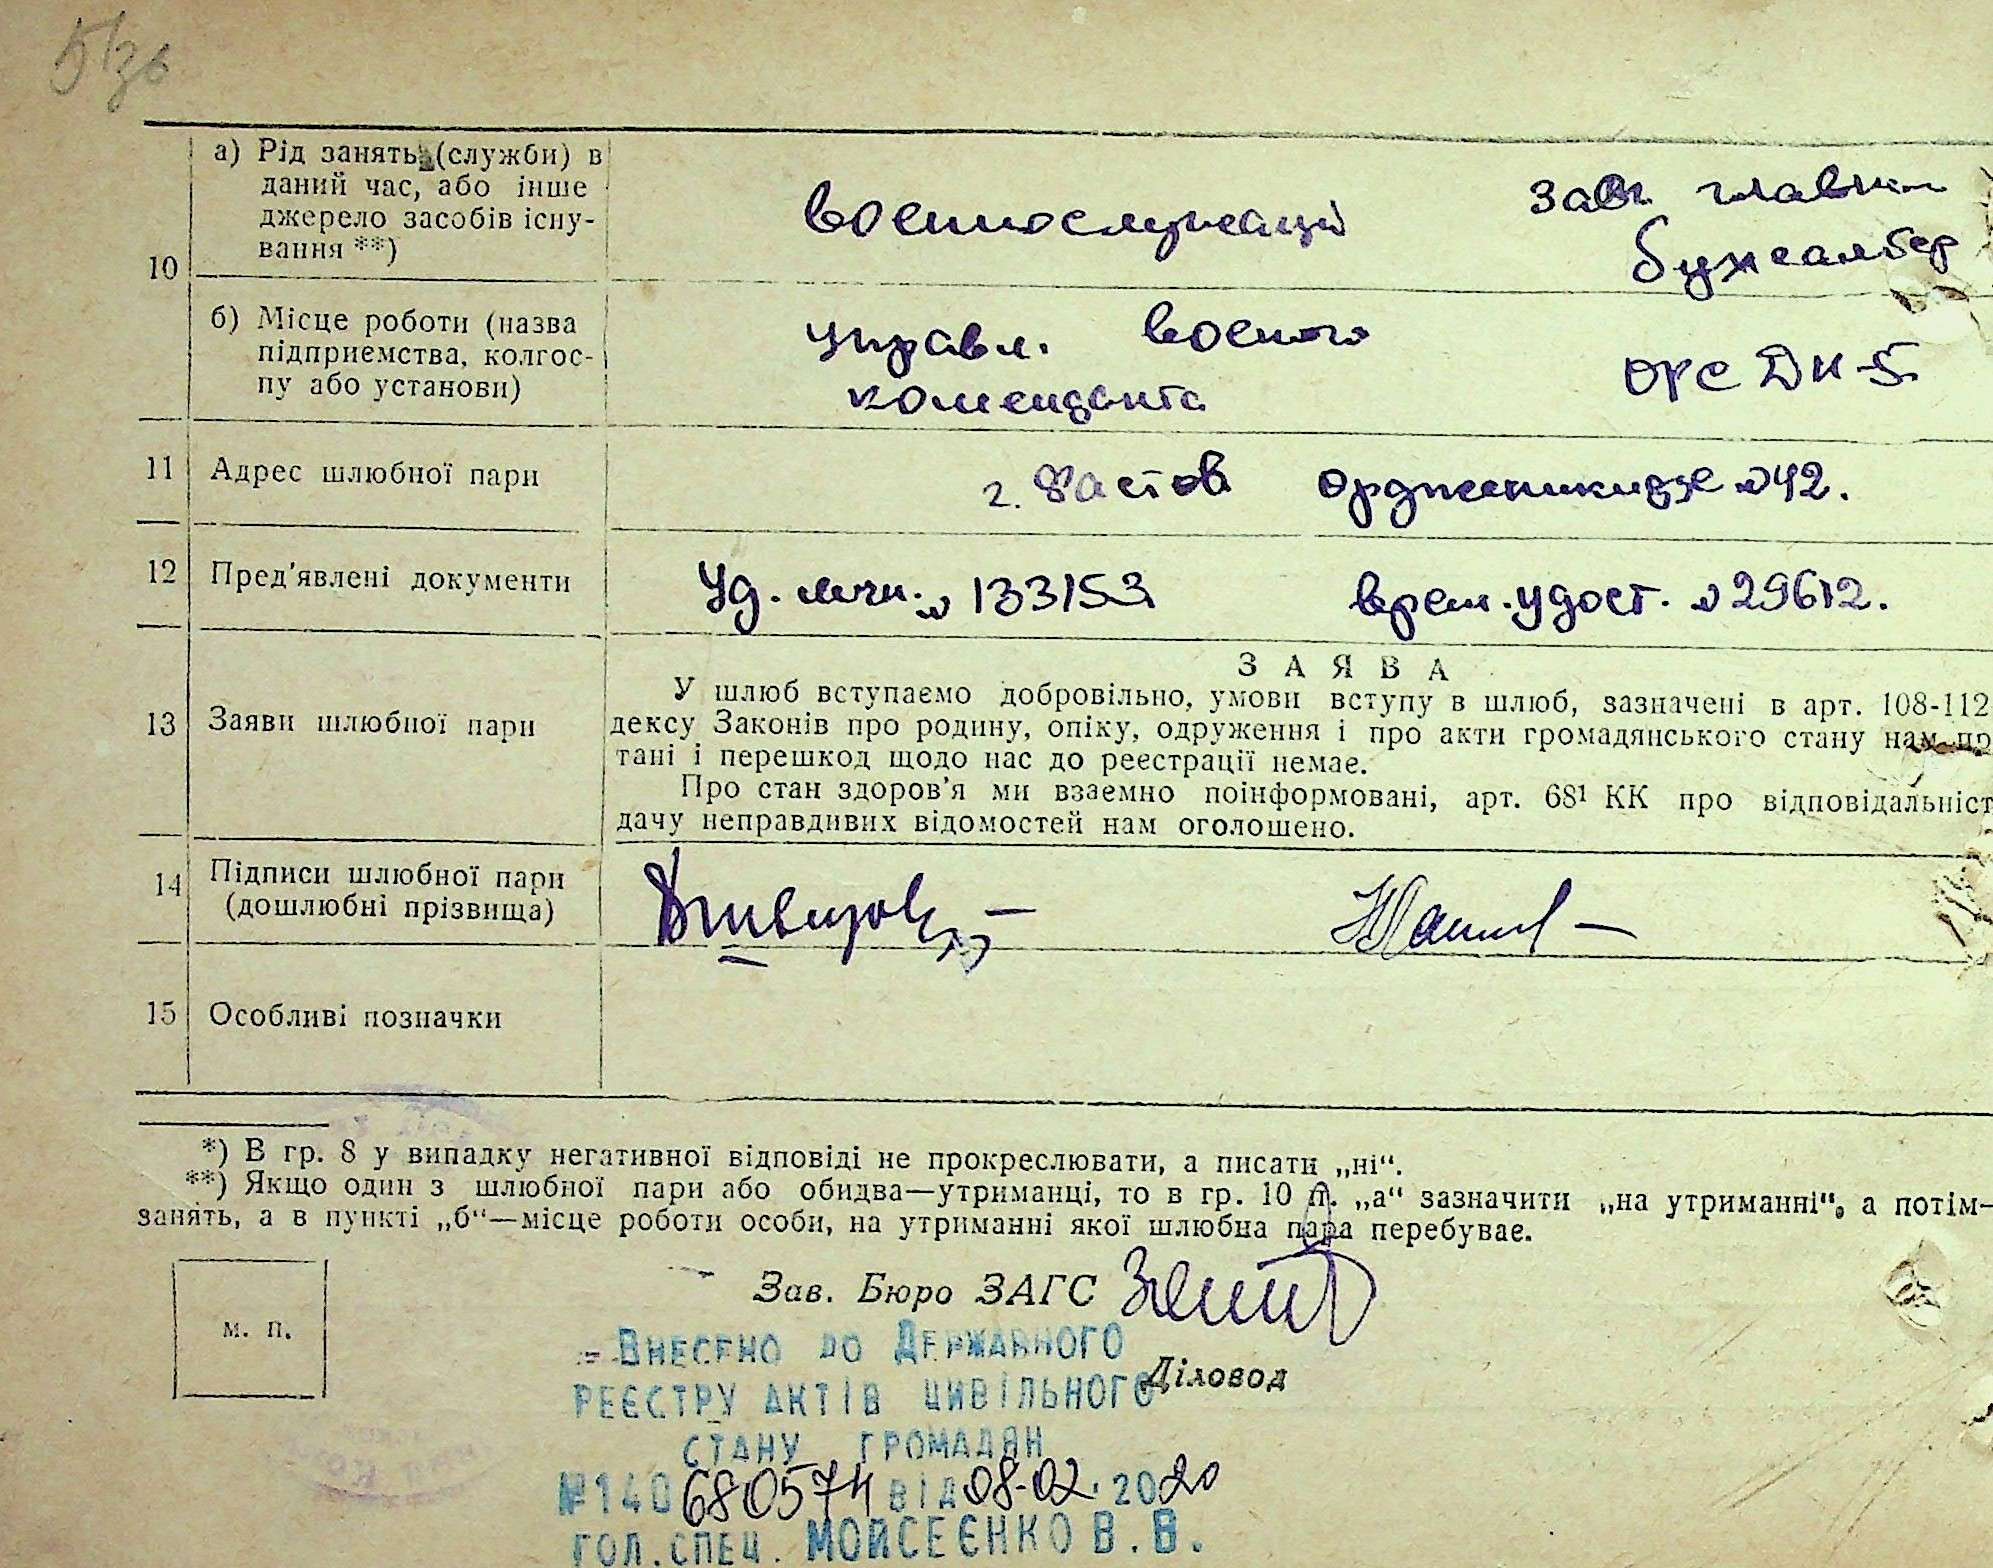 а) Рід занять (служби) в
даний час, або інше
джерело засобів існу-
вання **)
военнослужащий
зав. главн.
бухгалтер
10
б) Місце роботи (назва
підприємства, колгос-
пу або установи)
управл. военого
коменданта
ОРС ДН-5
11 Адрес шлюбної пари г. Фастов Орджоникидзе №42.
12 Пред'явлені документи Уд. личн. № 133153 врем. удост. №29612.
13 Заяви шлюбної пари
ЗАЯВА
У шлюб вступаємо добровільно, умови вступу в шлюб, зазначені в арт. 108-112
дексу Законів про родину, опіку, одруження і про акти громадянського стану нам пр
тані і перешкод щодо нас до реєстрації немає.
Про стан здоров'я ми взаємно поінформовані, арт. 68¹ КК про відповідальніст
дачу неправдивих відомостей нам оголошено.
14 Підписи шлюбної пари
(дошлюбні прізвища)
15 Особливі позначки
*) В гр. 8 у випадку негативної відповіді не прокреслювати, а писати „ні“.
**) Якщо один з шлюбної пари або обидва—утриманці, то в гр. 10 п. „а“ зазначити „на утриманні“, а потім—
занять, а в пункті „б“—місце роботи особи, на утриманні якої шлюбна пара перебуває.
м. п.
Зав. Бюро ЗАГС
Діловод
ВНЕСЕНО ДО ДЕРЖАВНОГО
РЕЄСТРУ АКТІВ ЦИВІЛЬНОГО
СТАНУ ГРОМАДЯН
№140680574 від 08.02.2020
ГОЛ.СПЕЦ. МОЙСЕЄНКО В.В.